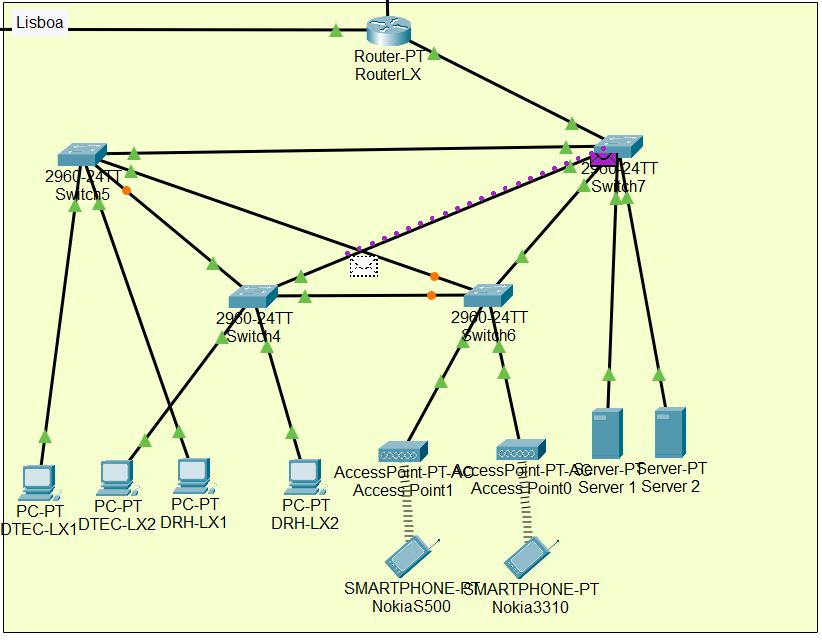 Lisboa
Router-PT
RouterLX
2960-24TT
Switch5
2960-24TT
Switch7
2960-24TT
Switch4
2960-24TT
Switch6
PC-PT
DTEC-LX1
PC-PT
DTEC-LX2
PC-PT
DRH-LX1
PC-PT
DRH-LX2
AccessPoint-PT-AC
Access Point1
AccessPoint-PT-AC
Access Point0
Server-PT
Server 1
Server-PT
Server 2
SMARTPHONE-PT
NokiaS500
SMARTPHONE-PT
Nokia3310